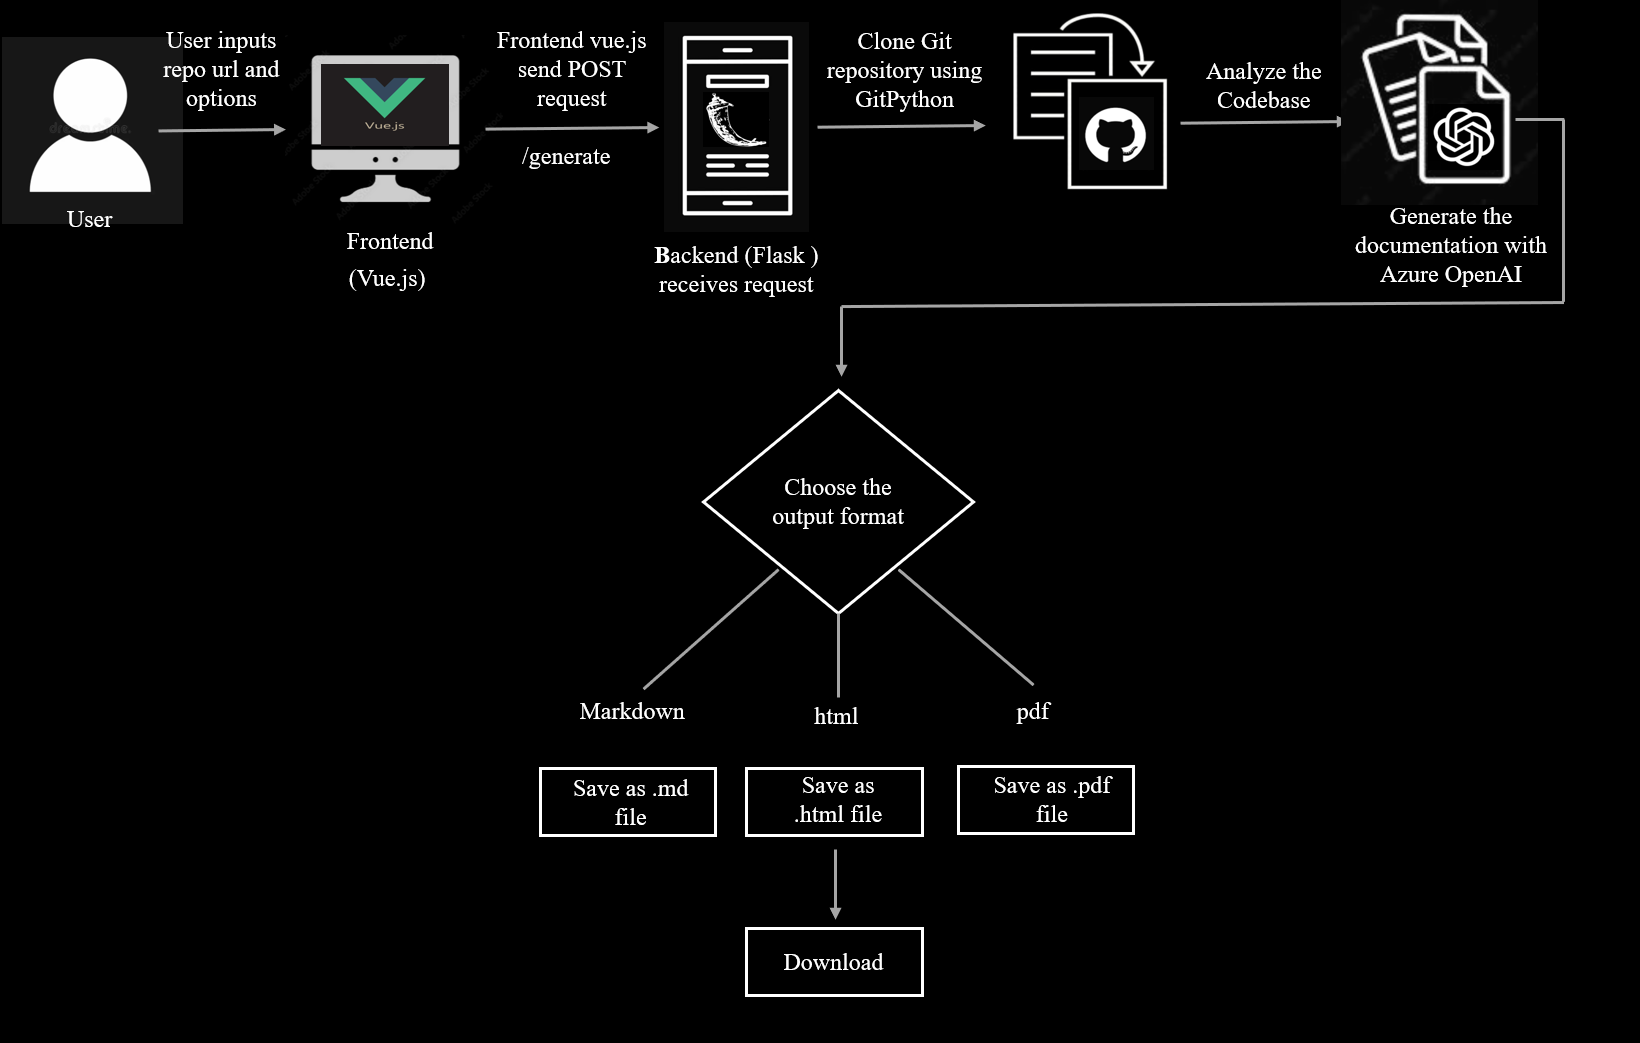 User inputs
repo url and
options
User
Vue.js
Frontend
(Vue.js)
Frontend vue.js
send POST
request
/generate
Backend (Flask )
receives request
Clone Git
repository using
GitPython
Analyze the
Codebase
Generate the
documentation with
Azure OpenAI
Choose the
output format
Markdown
html
pdf
Save as .md
file
Save as
.html file
Save as .pdf
file
Download